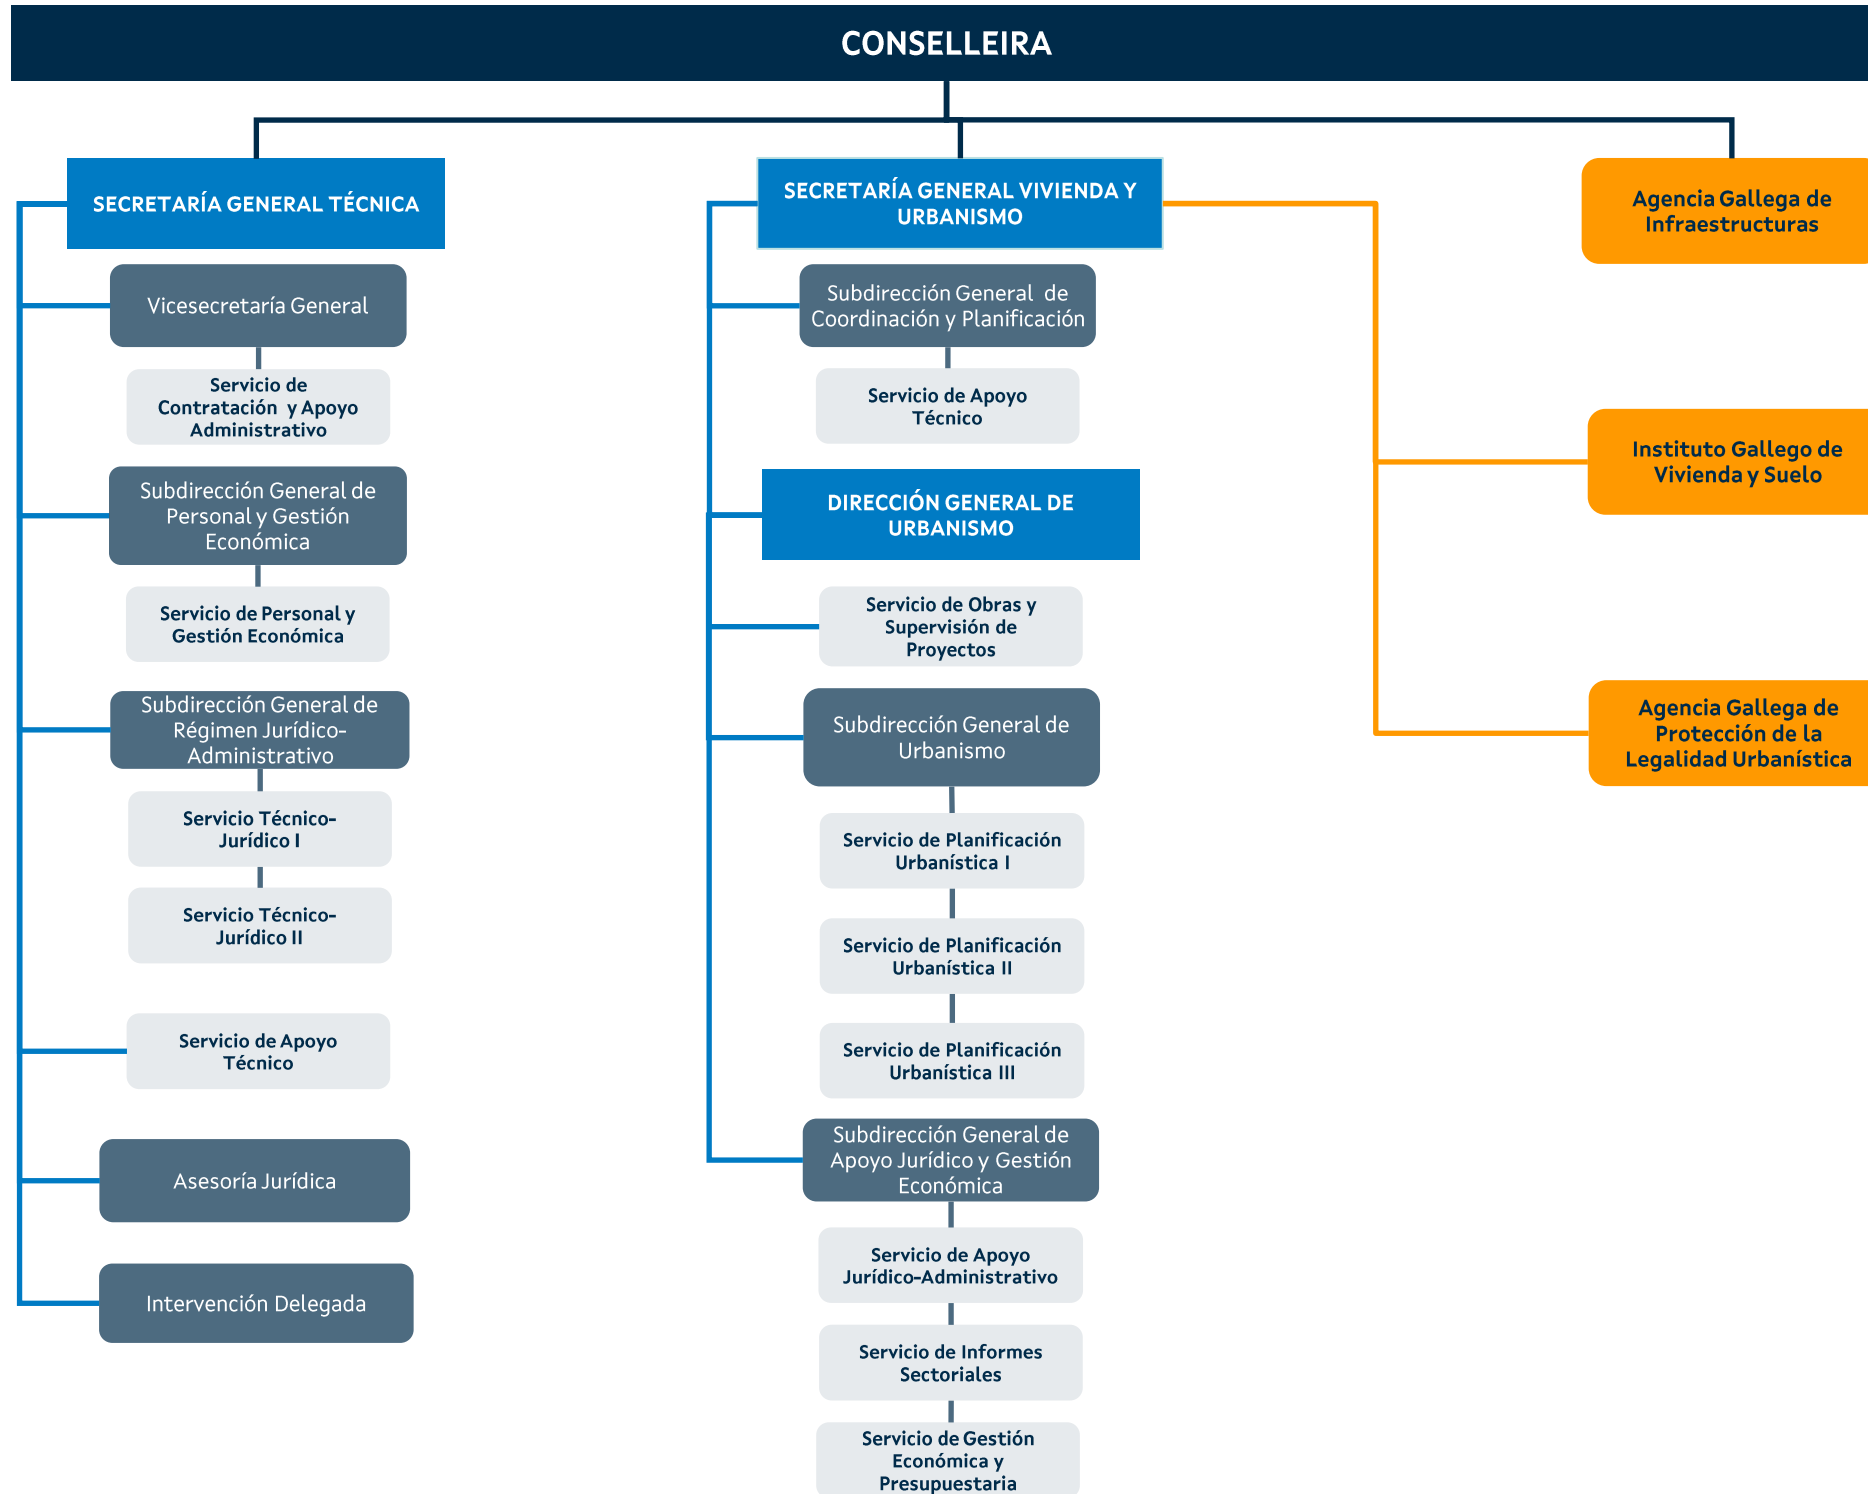 CONSELLEIRA
SECRETARÍA GENERAL TÉCNICA
Vicesecretaría General
Servicio de
Contratación y Apoyo
Administrativo
Subdirección General de
Personal y Gestión
Económica
Servicio de Personal y
Gestión Económica
Subdirección General de
Régimen Jurídico-
Administrativo
Servicio Técnico-
Jurídico I
Servicio Técnico-
Jurídico II
Servicio de Apoyo
Técnico
Asesoría Jurídica
Intervención Delegada
SECRETARÍA GENERAL VIVIENDA Y
URBANISMO
Subdirección General de
Coordinación y Planificación
Servicio de Apoyo
Técnico
DIRECCIÓN GENERAL DE
URBANISMO
Servicio de Obras y
Supervisión de
Proyectos
Subdirección General de
Urbanismo
Servicio de Planificación
Urbanística I
Servicio de Planificación
Urbanística II
Servicio de Planificación
Urbanística III
Subdirección General de
Apoyo Jurídico y Gestión
Económica
Servicio de Apoyo
Jurídico-Administrativo
Servicio de Informes
Sectoriales
Servicio de Gestión
Económica y
Presupuestaria
Agencia Gallega de
Infraestructuras
Instituto Gallego de
Vivienda y Suelo
Agencia Gallega de
Protección de la
Legalidad Urbanística